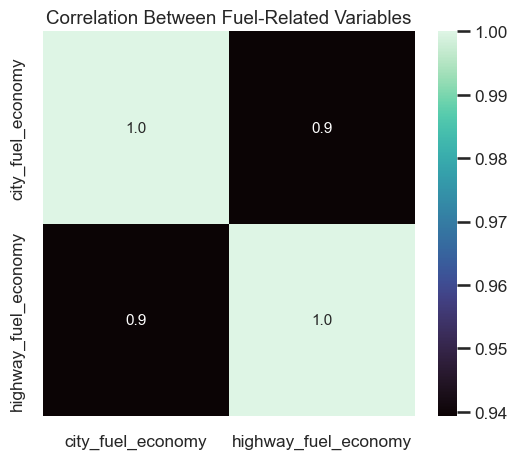 Correlation Between Fuel-Related Variables
city_fuel_economy
1.0
0.9
highway_fuel_economy
0.9
1.0
city_fuel_economy
highway_fuel_economy
1.00
0.99
0.98
0.97
0.96
0.95
0.94